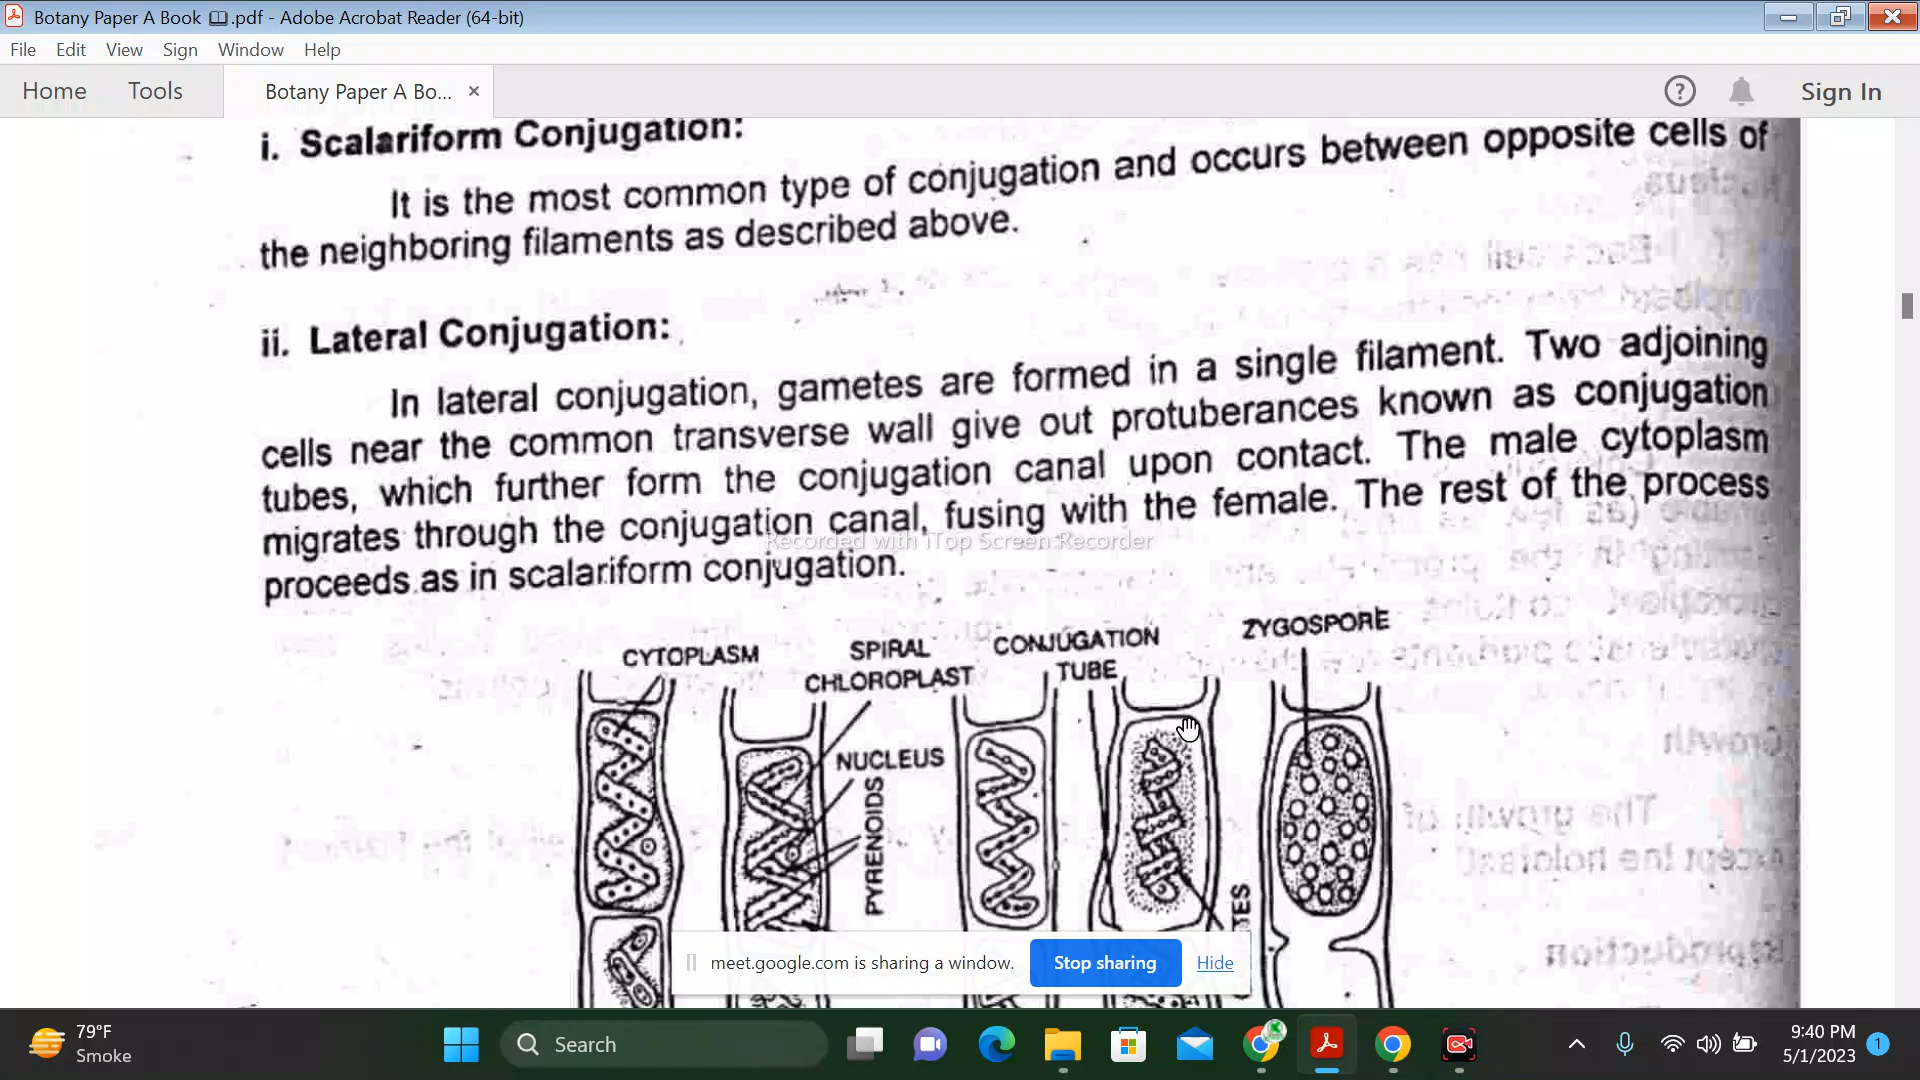 Botany Paper A Book 📖.pdf - Adobe Acrobat Reader (64-bit)
File Edit View Sign Window Help
Home Tools Botany Paper A Bo... × ? Sign In
i. Scalariform Conjugation:
It is the most common type of conjugation and occurs between opposite cells of
the neighboring filaments as described above.
ii. Lateral Conjugation:
In lateral conjugation, gametes are formed in a single filament. Two adjoining
cells near the common transverse wall give out protuberances known as conjugation
tubes, which further form the conjugation canal upon contact. The male cytoplasm
migrates through the conjugation canal, fusing with the female. The rest of the process
proceeds as in scalariform conjugation.
Recorded with iTop Screen Recorder
CYTOPLASM
SPIRAL
CHLOROPLAST
CONJUGATION
TUBE
ZYGOSPORE
NUCLEUS
PYRENOIDS
meet.google.com is sharing a window. Stop sharing Hide
79°F
Smoke
Search
9:40 PM
5/1/2023
1